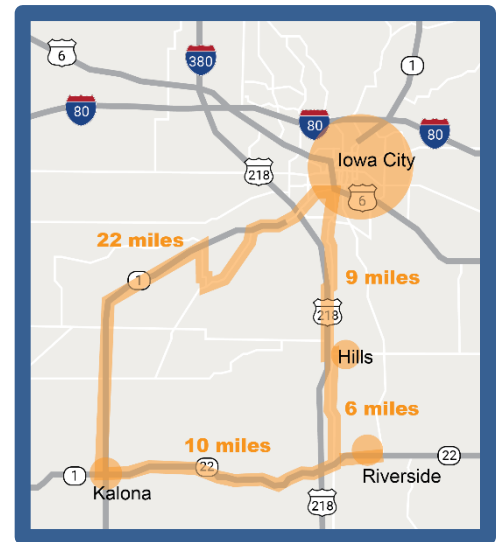 6
380
1
80
80
80
Iowa City
218
6
22 miles
1
9 miles
218
Hills
6 miles
10 miles
1
22
22
Kalona
Riverside
218